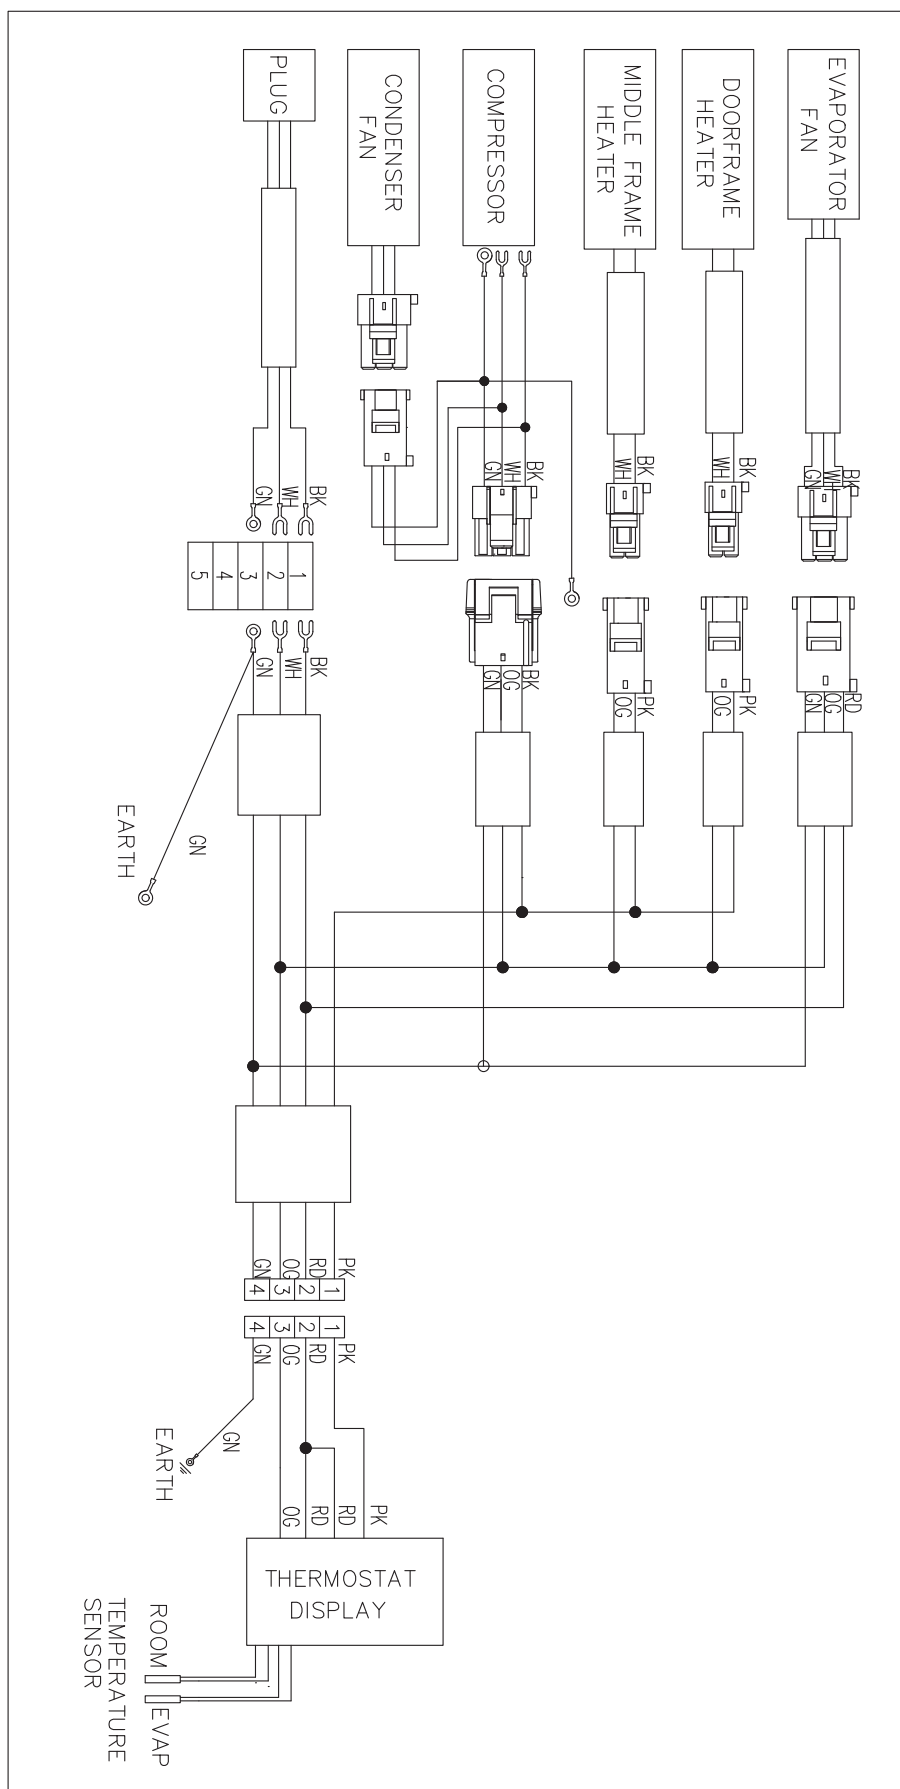 PLUG
CONDENSER
FAN
COMPRESSOR
MIDDLE FRAME
HEATER
DOORFRAME
HEATER
EVAPORATOR
FAN
GN
WH
BK
GN
WH
BK
WH
BK
WH
BK
GN
WH
BK
5
4
3
2
1
GN
WH
BK
GN
OG
BK
OG
PK
OG
PK
GN
OG
RD
EARTH
GN
GN
OG
RD
PK
4
3
2
1
4
3
2
1
GN
OG
RD
PK
EARTH
GN
OG
RD
RD
PK
THERMOSTAT
DISPLAY
ROOM
EVAP
TEMPERATURE
SENSOR